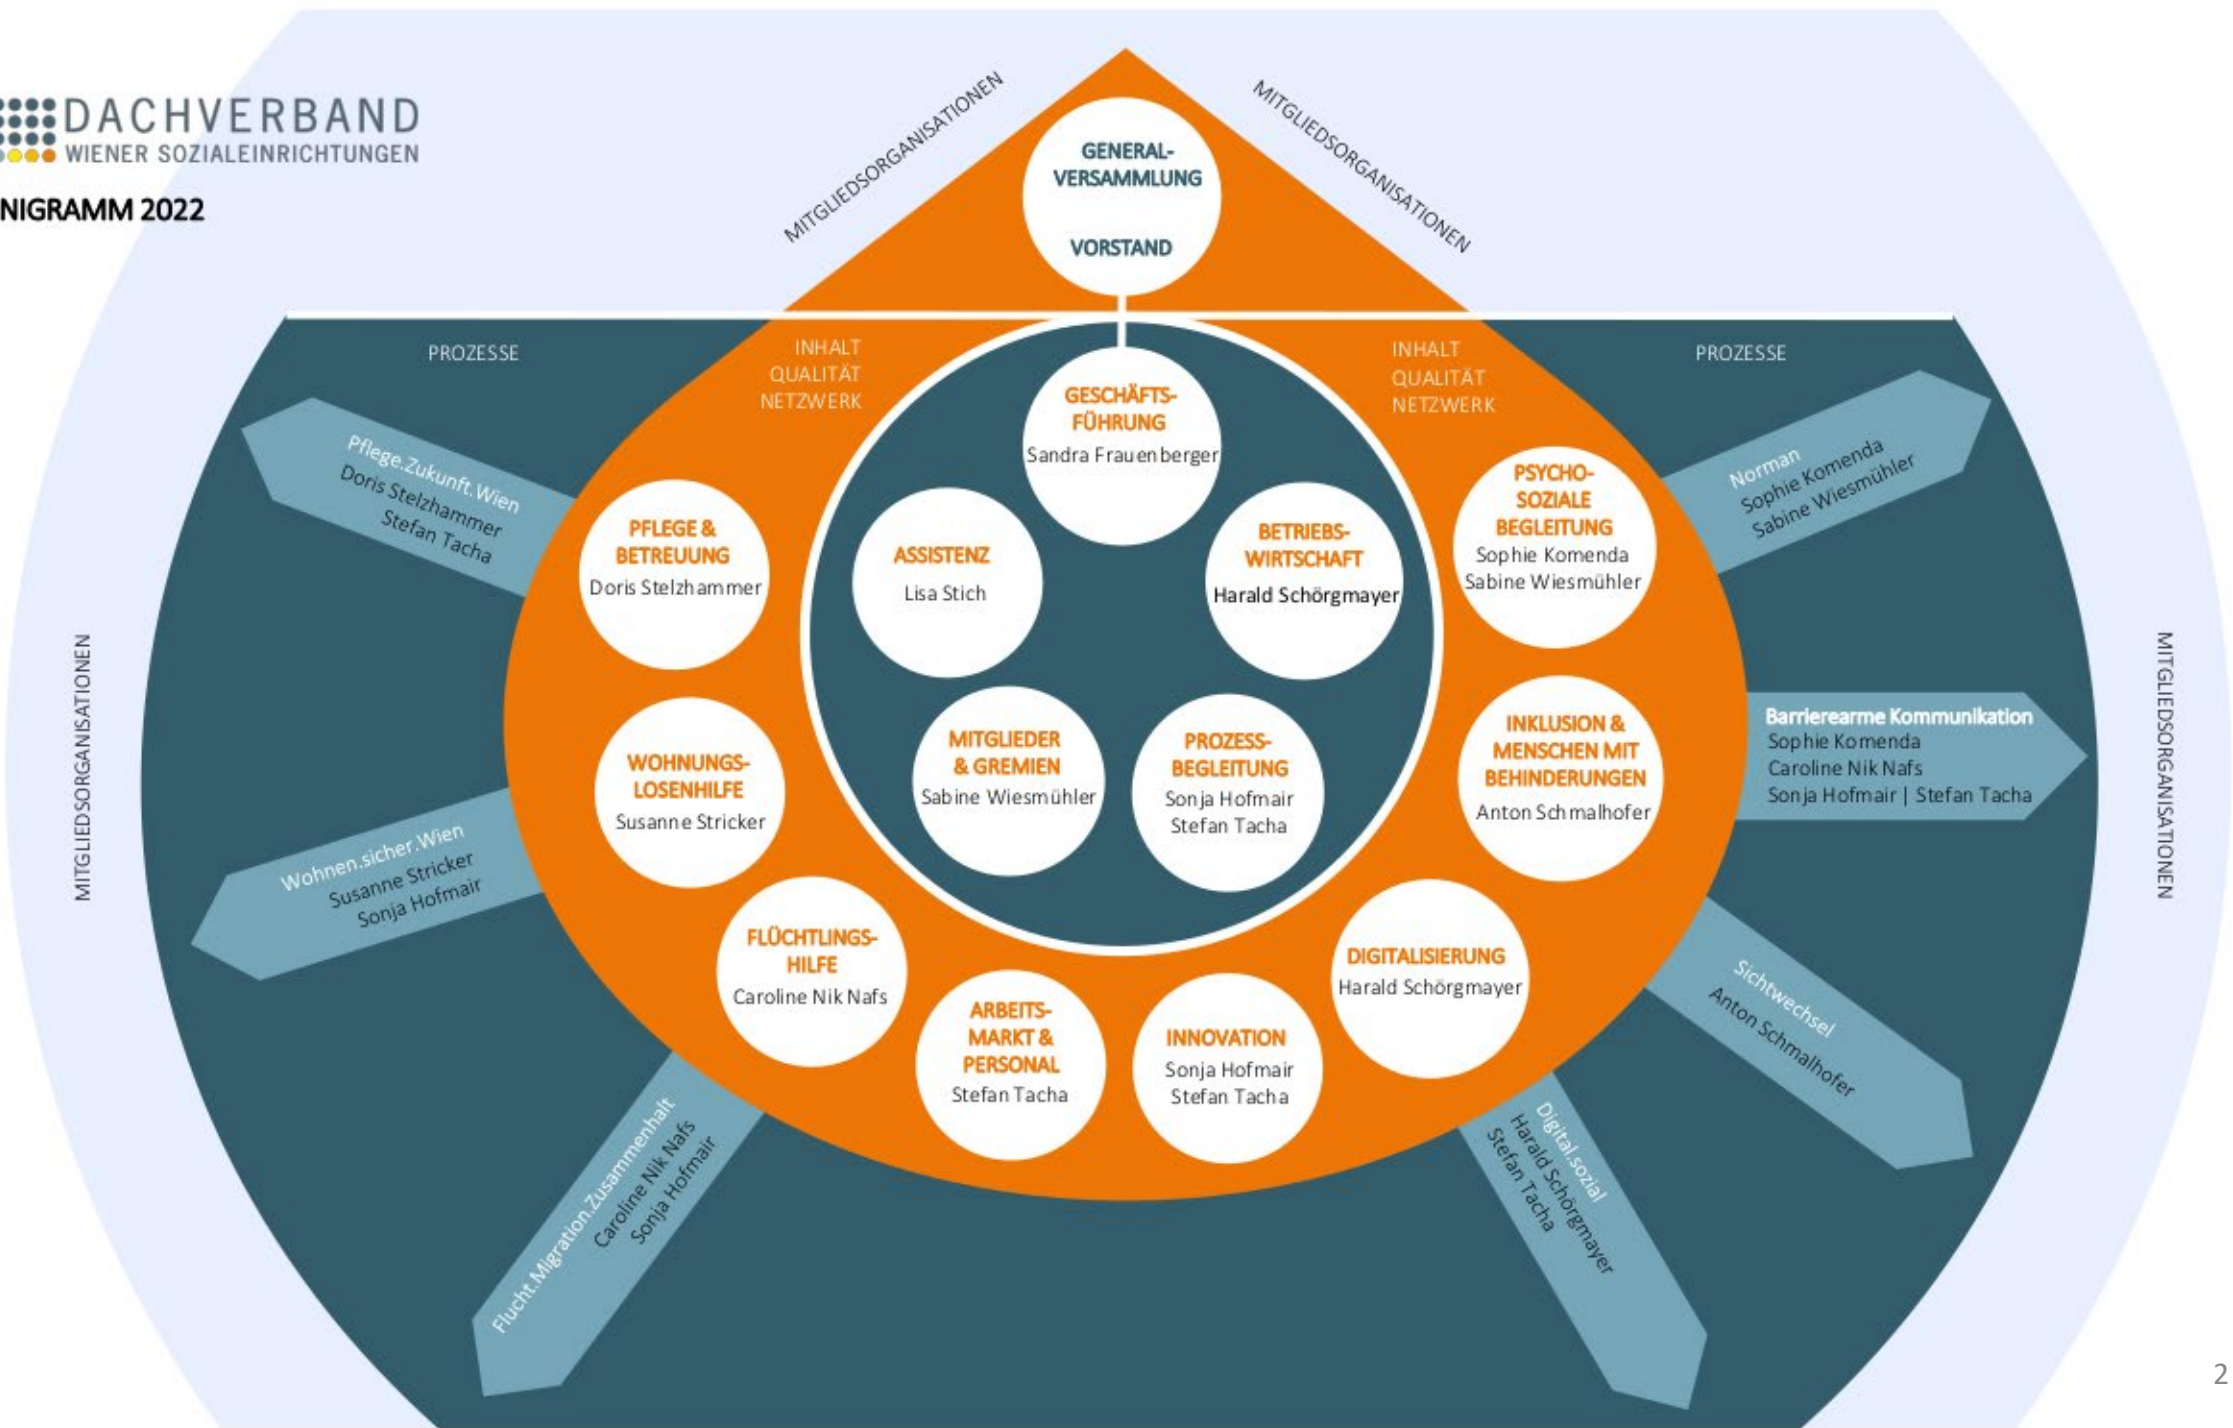 DACHVERBAND
WIENER SOZIALEINRICHTUNGEN
NIGRAMM 2022
MITGLIEDSORGANISATIONEN
MITGLIEDSORGANISATIONEN
GENERAL-
VERSAMMLUNG
VORSTAND
PROZESSE
INHALT
QUALITÄT
NETZWERK
INHALT
QUALITÄT
NETZWERK
PROZESSE
GESCHÄFTS-
FÜHRUNG
Sandra Frauenberger
ASSISTENZ
Lisa Stich
BETRIEBS-
WIRTSCHAFT
Harald Schörgmayer
MITGLIEDER
& GREMIEN
Sabine Wiesmühler
PROZESS-
BEGLEITUNG
Sonja Hofmair
Stefan Tacha
PFLEGE &
BETREUUNG
Doris Stelzhammer
WOHNUNGS-
LOSENHILFE
Susanne Stricker
FLÜCHTLINGS-
HILFE
Caroline Nik Nafs
ARBEITS-
MARKT &
PERSONAL
Stefan Tacha
INNOVATION
Sonja Hofmair
Stefan Tacha
DIGITALISIERUNG
Harald Schörgmayer
INKLUSION &
MENSCHEN MIT
BEHINDERUNGEN
Anton Schmalhofer
PSYCHO-
SOZIALE
BEGLEITUNG
Sophie Komenda
Sabine Wiesmühler
Pflege.Zukunft.Wien
Doris Stelzhammer
Stefan Tacha
Wohnen.sicher.Wien
Susanne Stricker
Sonja Hofmair
Flucht.Migration.Zusammenhalt
Caroline Nik Nafs
Sonja Hofmair
Digital.sozial
Harald Schörgmayer
Stefan Tacha
Sichtwechsel
Anton Schmalhofer
Barrierearme Kommunikation
Sophie Komenda
Caroline Nik Nafs
Sonja Hofmair | Stefan Tacha
Norman
Sophie Komenda
Sabine Wiesmühler
MITGLIEDSORGANISATIONEN
MITGLIEDSORGANISATIONEN
2